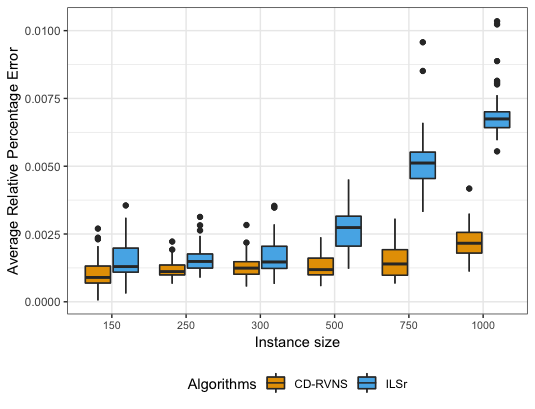 Average Relative Percentage Error
0.0100
0.0075
0.0050
0.0025
0.0000
150 250 300 500 750 1000
Instance size
Algorithms CD-RVNS ILSr